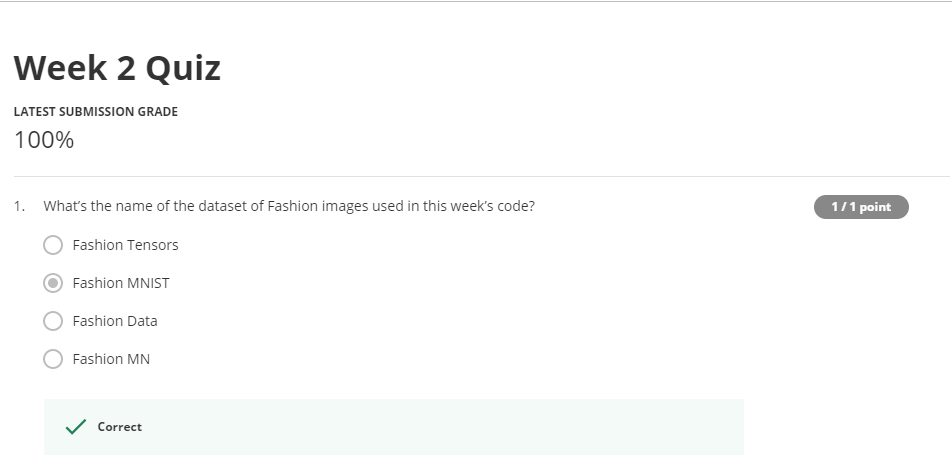 Week 2 Quiz
LATEST SUBMISSION GRADE
100%
1. What's the name of the dataset of Fashion images used in this week's code?
1 / 1 point
Fashion Tensors
Fashion MNIST
Fashion Data
Fashion MN
Correct